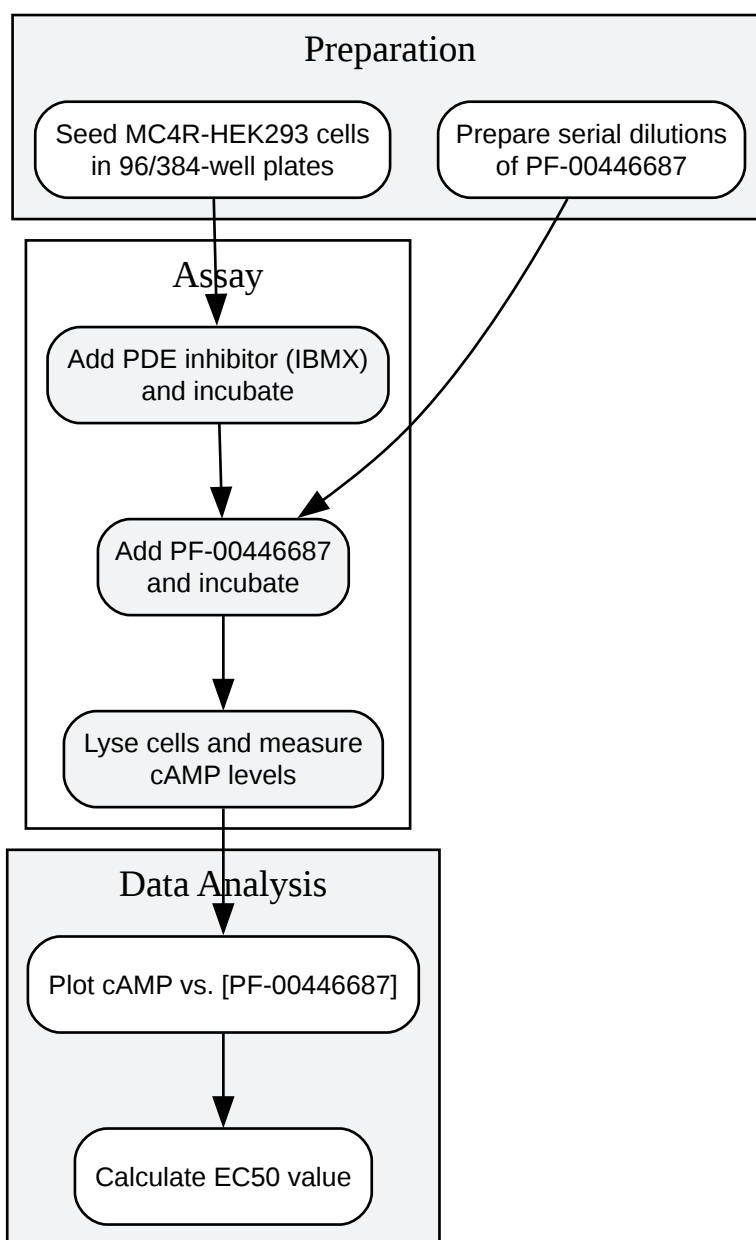 Preparation
Seed MC4R-HEK293 cells
in 96/384-well plates
Prepare serial dilutions
of PF-00446687
Assay
Add PDE inhibitor (IBMX)
and incubate
Add PF-00446687
and incubate
Lyse cells and measure
cAMP levels
Data Analysis
Plot cAMP vs. [PF-00446687]
Calculate EC50 value